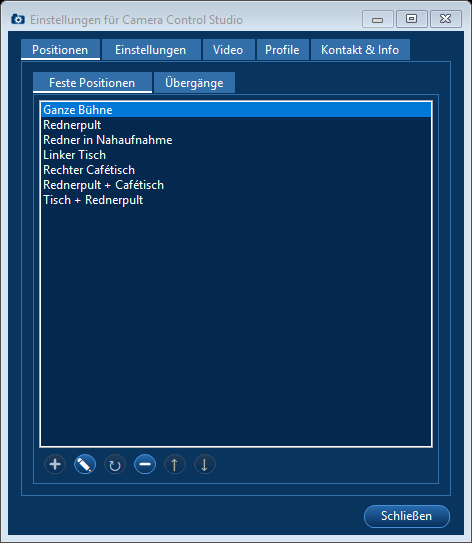 Einstellungen für Camera Control Studio
Positionen Einstellungen Video Profile Kontakt & Info
Feste Positionen Übergänge
Ganze Bühne
Rednerpult
Redner in Nahaufnahme
Linker Tisch
Rechter Cafétisch
Rednerpult + Cafétisch
Tisch + Rednerpult
Schließen